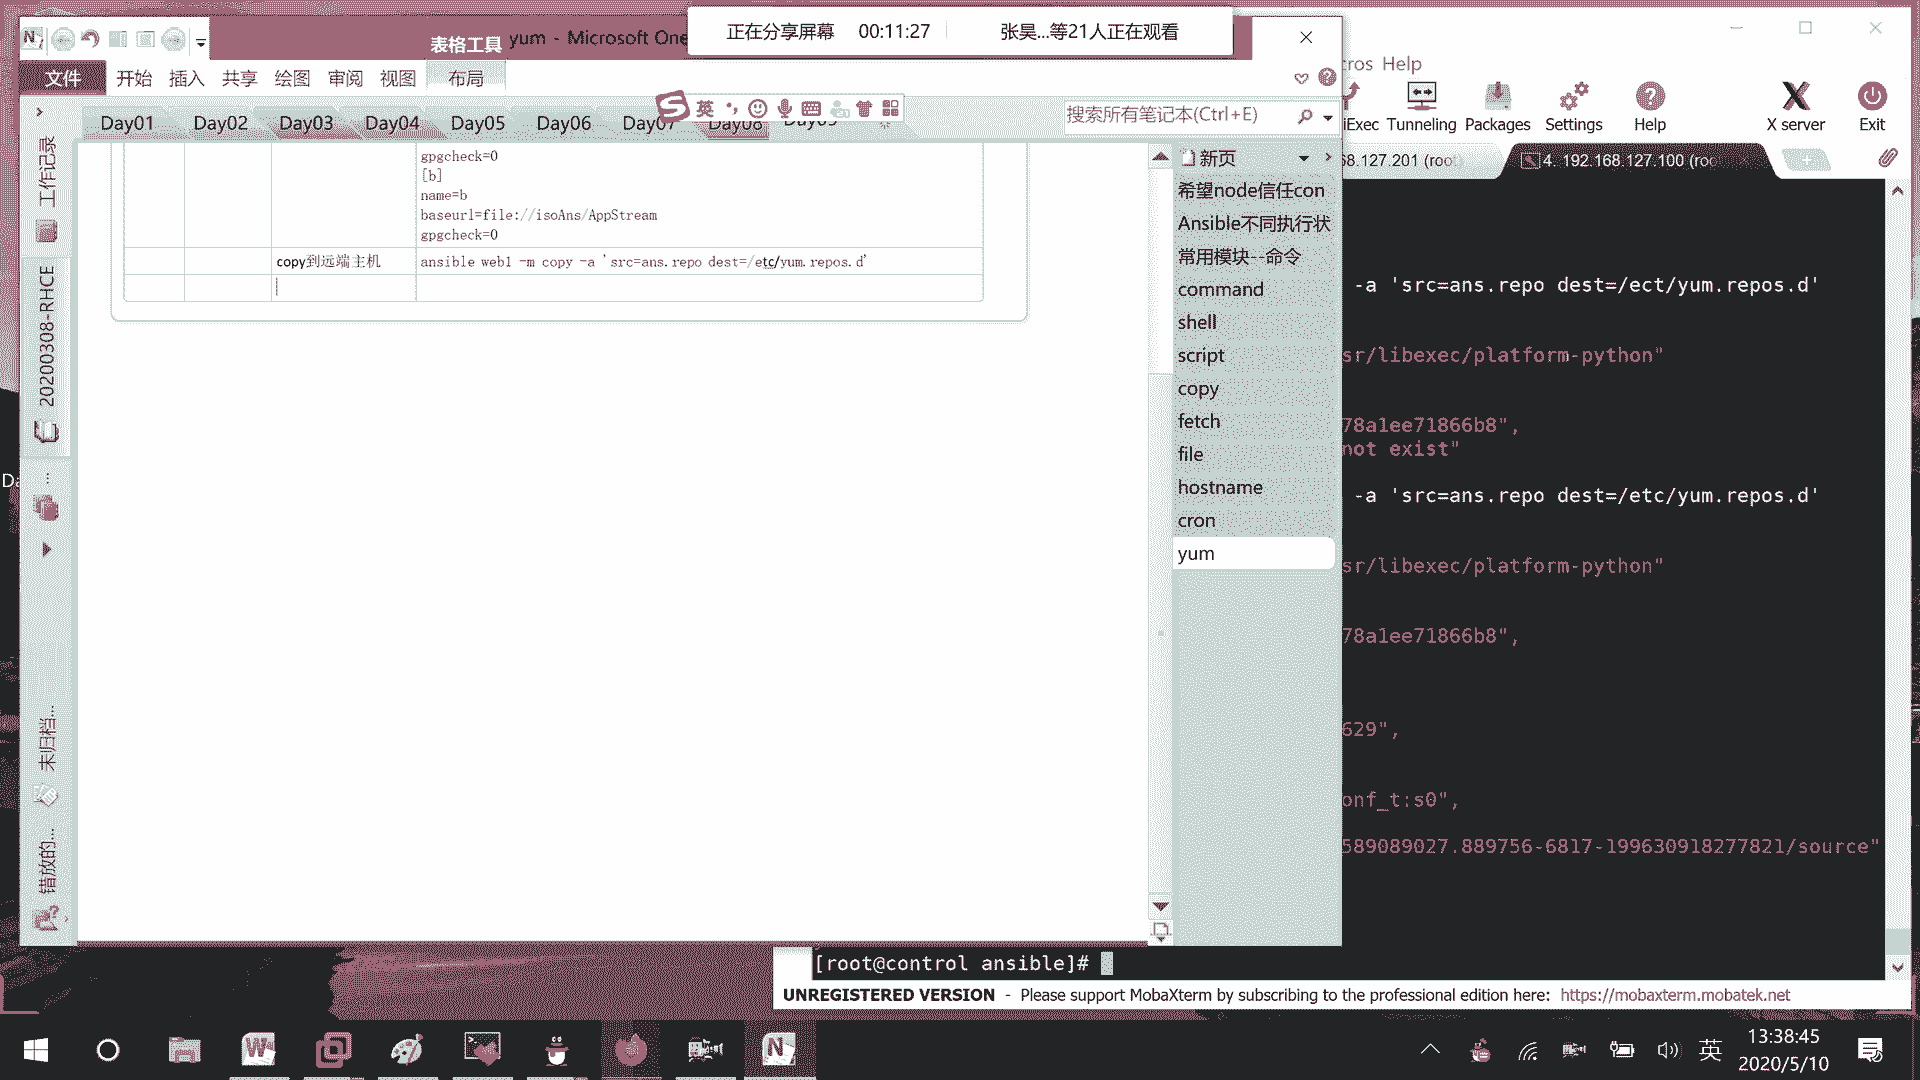 正在分享屏幕 00:11:27 张昊...等21人正在观看
表格工具 yum - Microsoft One
文件 开始 插入 共享 绘图 审阅 视图 布局
英
Day01 Day02 Day03 Day04 Day05 Day06 Day07 Day08
搜索所有笔记本(Ctrl+E)
工作记录
20200308-RHCE
未归档...
错放的...
gpgcheck=0
[b]
name=b
baseurl=file://isoAns/AppStream
gpgcheck=0
copy到远端主机 ansible web1 -m copy -a 'src=ans.repo dest=/etc/yum.repos.d'
新页
希望node信任con
Ansible不同执行状
常用模块--命令
command
shell
script
copy
fetch
file
hostname
cron
yum
cros Help
iExec Tunneling Packages Settings Help X server Exit
68.127.201 (root 4. 192.168.127.100 (roo
-a 'src=ans.repo dest=/ect/yum.repos.d'
sr/libexec/platform-python"
78a1ee71866b8",
not exist"
-a 'src=ans.repo dest=/etc/yum.repos.d'
sr/libexec/platform-python"
78a1ee71866b8",
629",
onf_t:s0",
589089027.889756-6817-199630918277821/source"
[root@control ansible]#
UNREGISTERED VERSION - Please support MobaXterm by subscribing to the professional edition here: https://mobaxterm.mobatek.net
英
13:38:45
2020/5/10